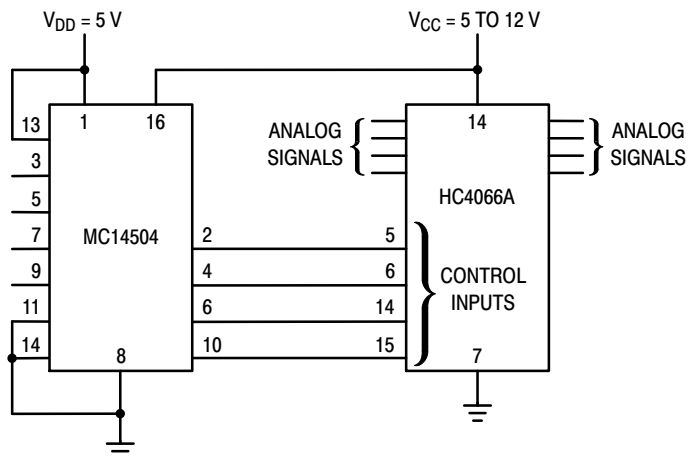 V_DD = 5 V
V_CC = 5 TO 12 V
13
1
16
14
3
5
7
9
11
14
MC14504
8
2
4
6
10
ANALOG
SIGNALS
ANALOG
SIGNALS
HC4066A
5
6
14
15
CONTROL
INPUTS
7